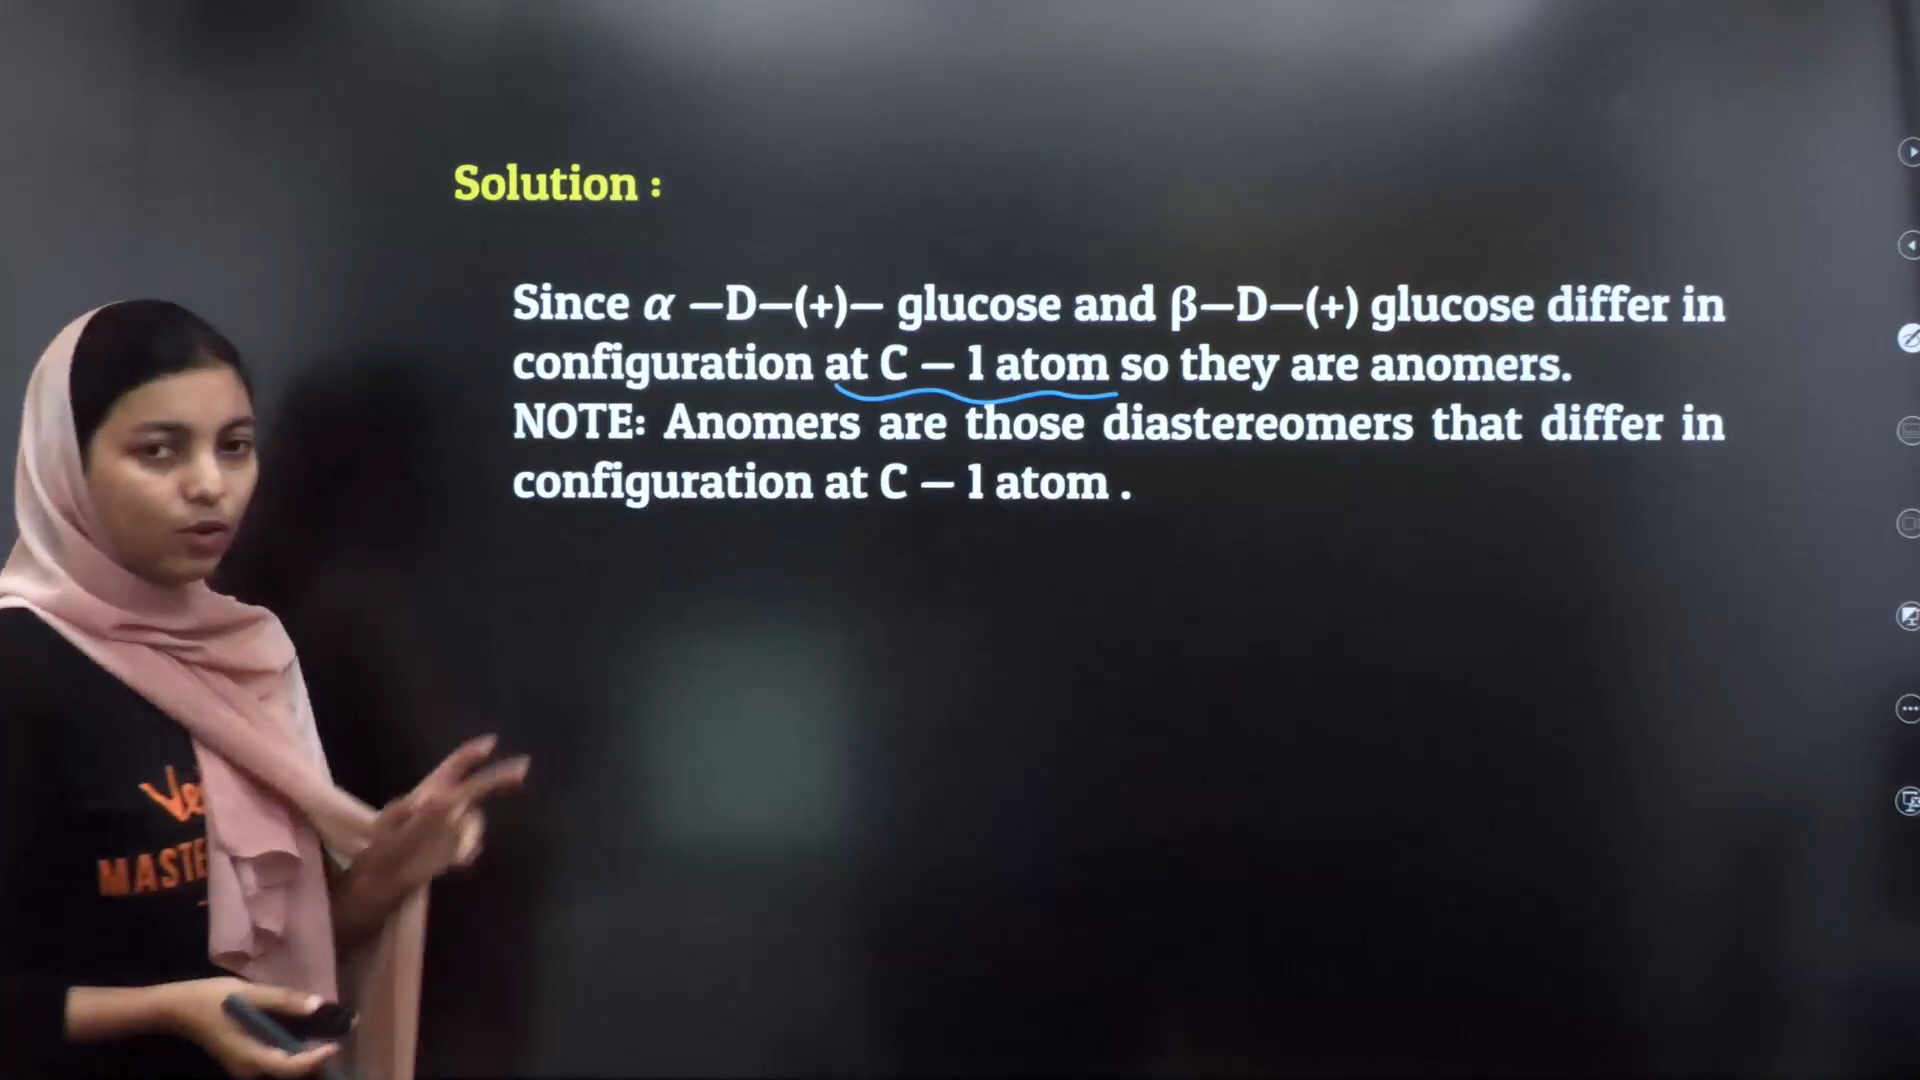 Solution :
Since α –D–(+)– glucose and β–D–(+) glucose differ in
configuration at C – 1 atom so they are anomers.
NOTE: Anomers are those diastereomers that differ in
configuration at C – 1 atom .
Ve
MASTE